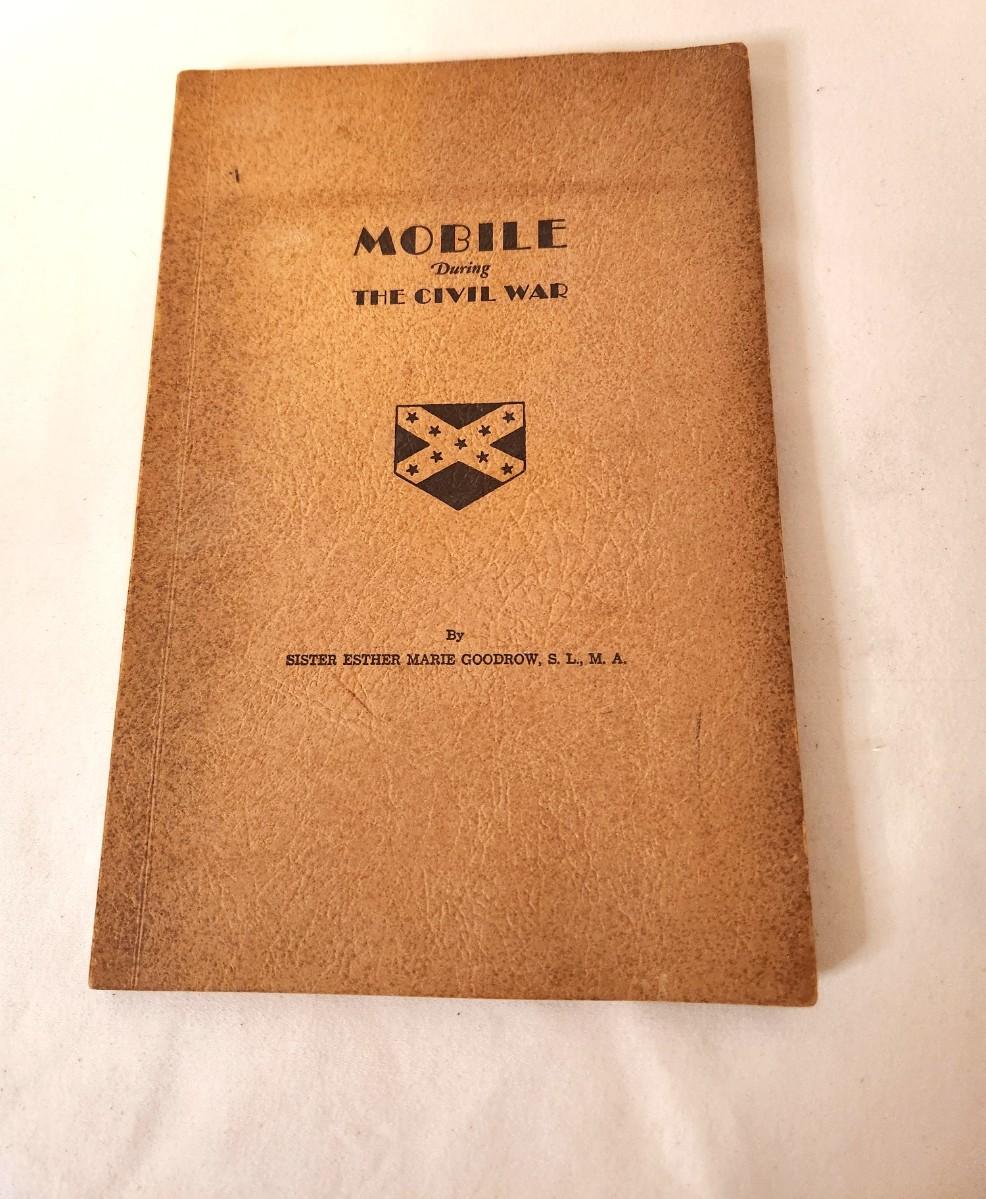 MOBILE
During
THE CIVIL WAR
By
SISTER ESTHER MARIE GOODROW, S. L., M. A.